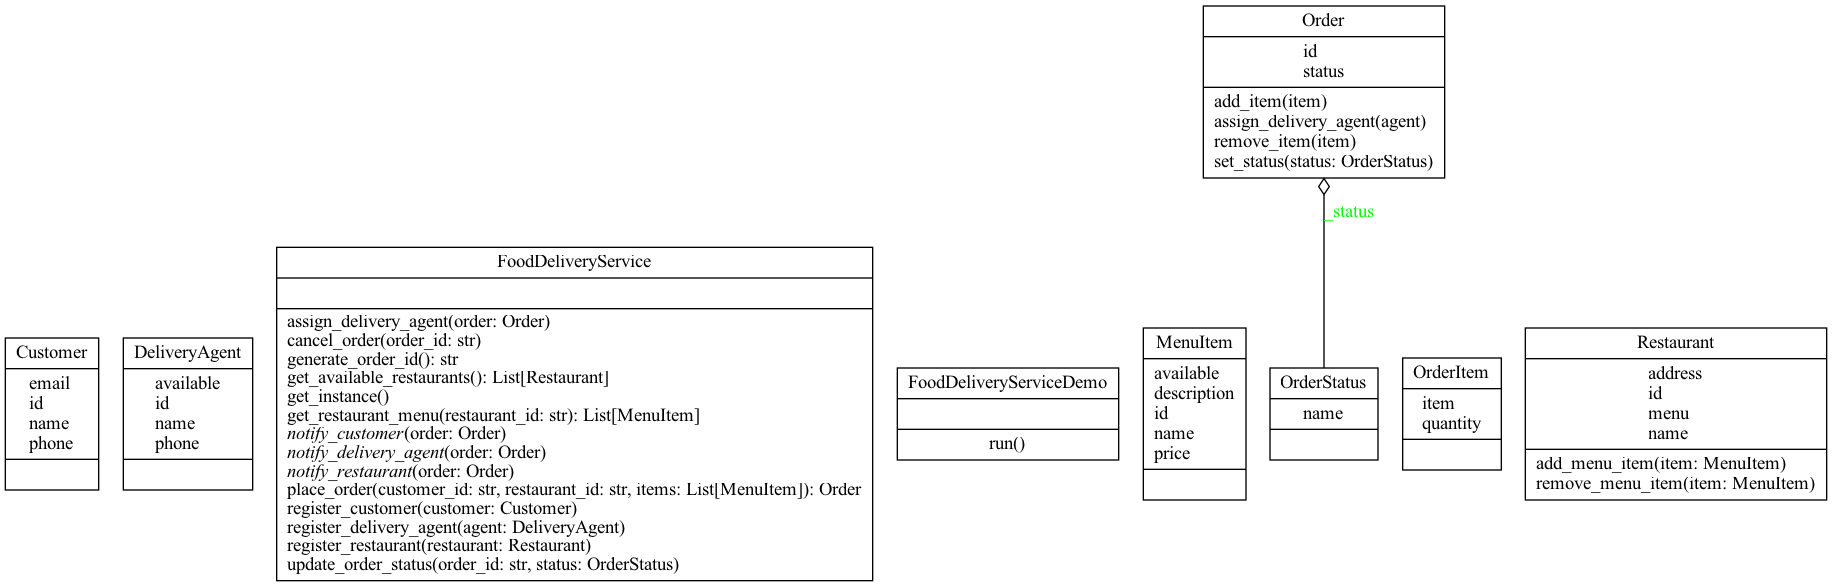 Order
id
status
add_item(item)
assign_delivery_agent(agent)
remove_item(item)
set_status(status: OrderStatus)
_status
Customer
email
id
name
phone
DeliveryAgent
available
id
name
phone
FoodDeliveryService
assign_delivery_agent(order: Order)
cancel_order(order_id: str)
generate_order_id(): str
get_available_restaurants(): List[Restaurant]
get_instance()
get_restaurant_menu(restaurant_id: str): List[MenuItem]
notify_customer(order: Order)
notify_delivery_agent(order: Order)
notify_restaurant(order: Order)
place_order(customer_id: str, restaurant_id: str, items: List[MenuItem]): Order
register_customer(customer: Customer)
register_delivery_agent(agent: DeliveryAgent)
register_restaurant(restaurant: Restaurant)
update_order_status(order_id: str, status: OrderStatus)
FoodDeliveryServiceDemo
run()
MenuItem
available
description
id
name
price
OrderStatus
name
OrderItem
item
quantity
Restaurant
address
id
menu
name
add_menu_item(item: MenuItem)
remove_menu_item(item: MenuItem)